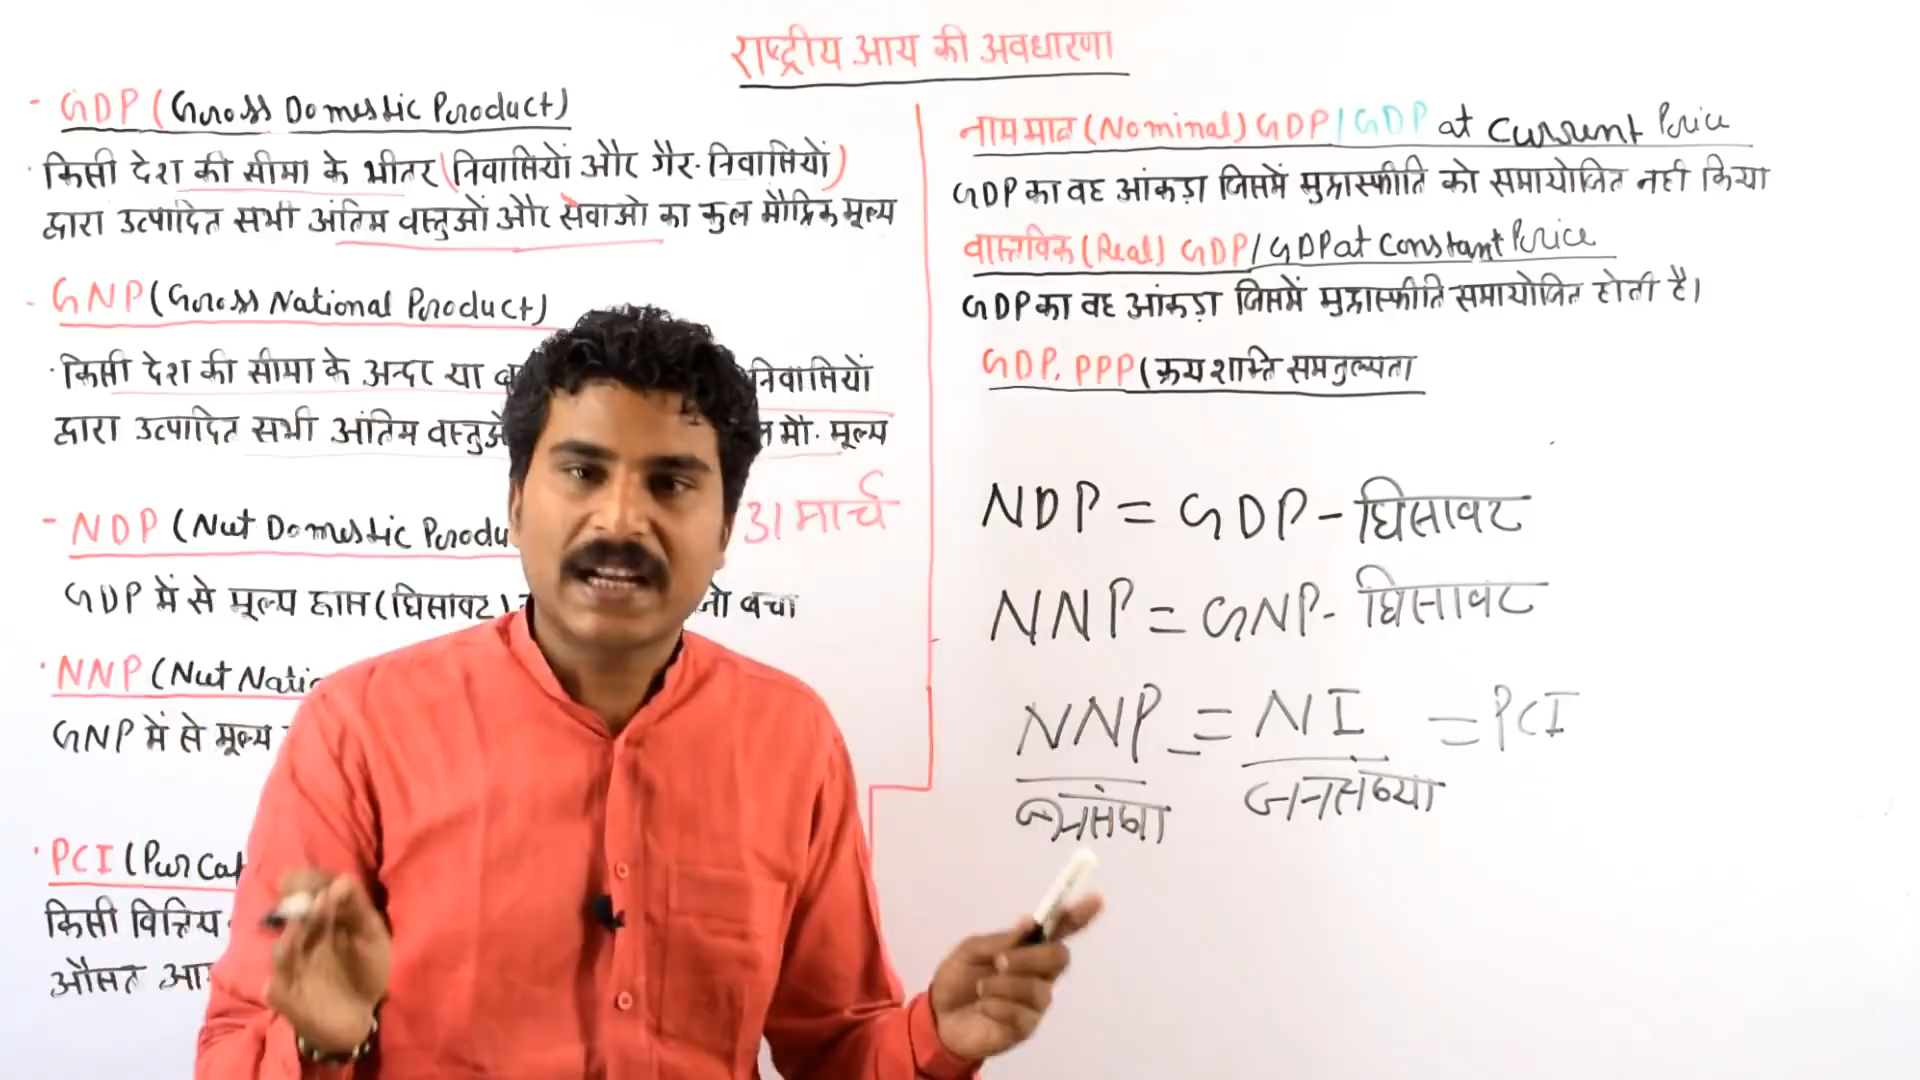 राष्ट्रीय आय की अवधारणा
- GDP (Gross Domestic Product)
· किसी देश की सीमा के भीतर (निवासियों और गैर-निवासियों)
द्वारा उत्पादित सभी अंतिम वस्तुओं और सेवाओ का कुल मौद्रिक मूल्य
- GNP (Gross National Product)
· किसी देश की सीमा के अन्दर या निवासियों
द्वारा उत्पादित सभी अंतिम मौ. मूल्य
31 मार्च
- NDP (Net Domestic
GDP में से मूल्य ह्रास (घिसावट) बचा
· NNP (Net
GNP में से मूल्य
· PCI (Per
किसी वित्तिय
औसत
नाममात्र (Nominal) GDP / GDP at Current Price
GDP का वह आंकड़ा जिसमें मुद्रास्फीति को समायोजित नही किया
वास्तविक (Real) GDP / GDP at Constant Price
GDP का वह आंकड़ा जिसमें मुद्रास्फीति समायोजित होती है।
GDP. PPP (क्रय शक्ति समतुल्यता
NDP = GDP - घिसावट
NNP = GNP - घिसावट
NNP = NI = PCI
जनसंख्या जनसंख्या